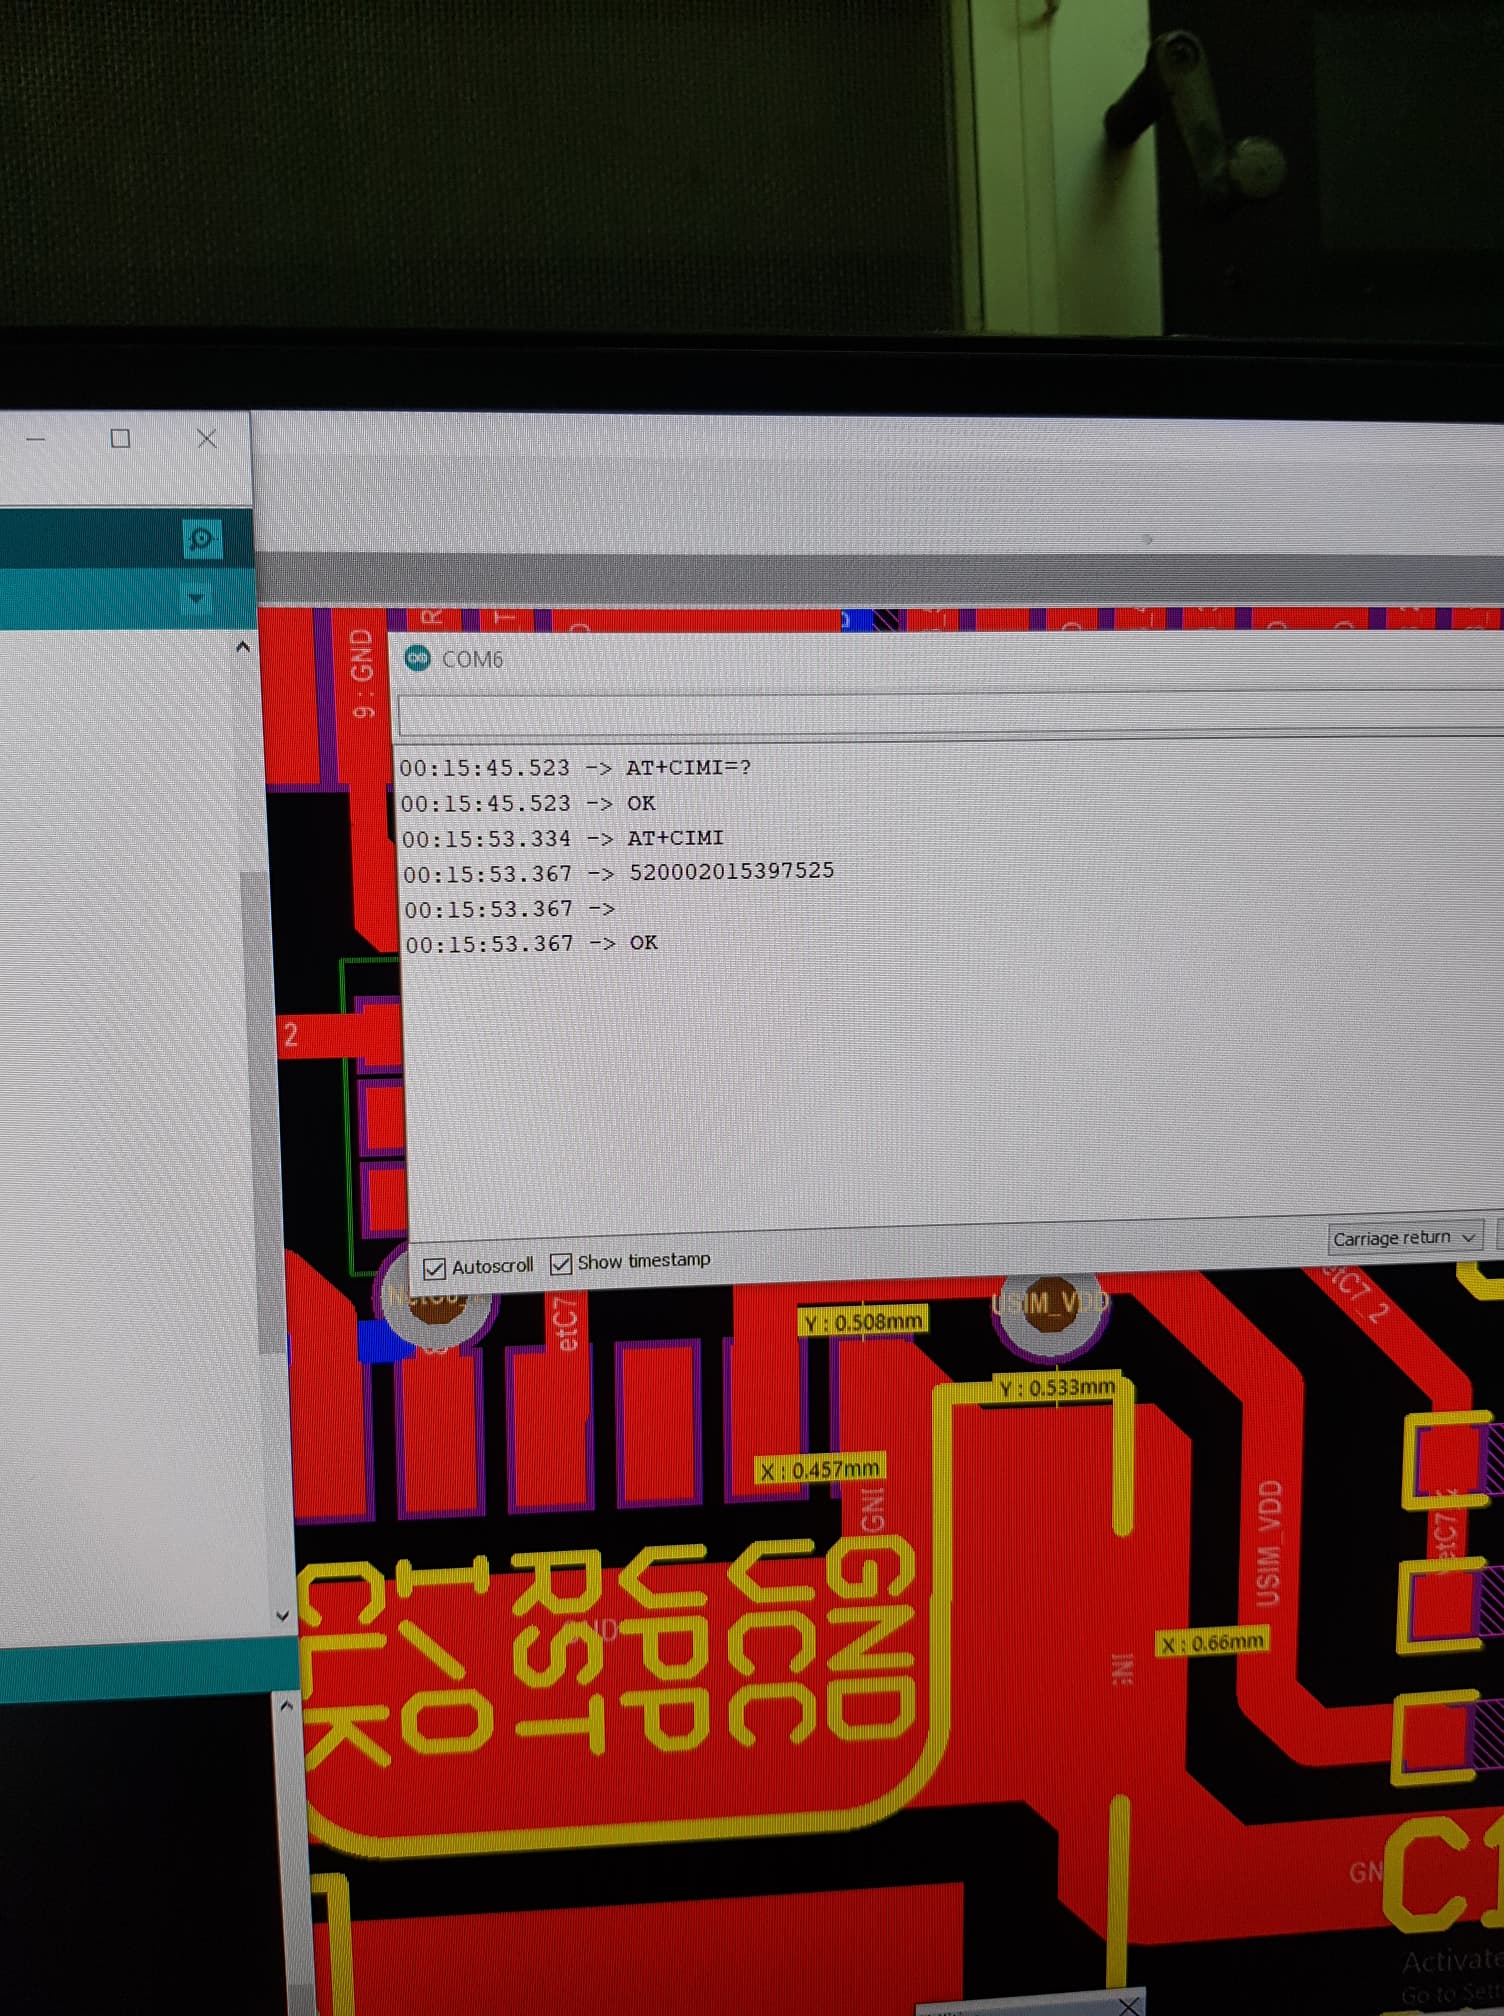 9 : GND
R
T
COM6
00:15:45.523 -> AT+CIMI=?
00:15:45.523 -> OK
00:15:53.334 -> AT+CIMI
00:15:53.367 -> 520002015397525
00:15:53.367 ->
00:15:53.367 -> OK
2
Autoscroll
Show timestamp
Carriage return
etC7
Y : 0.508mm
USIM_VDD
etC7_2
Y : 0.533mm
X : 0.457mm
GND
USIM_VDD
X : 0.66mm
CLK
I/O
RST
VPP
VCC
GND
GN
C1
Activate
Go to Sett